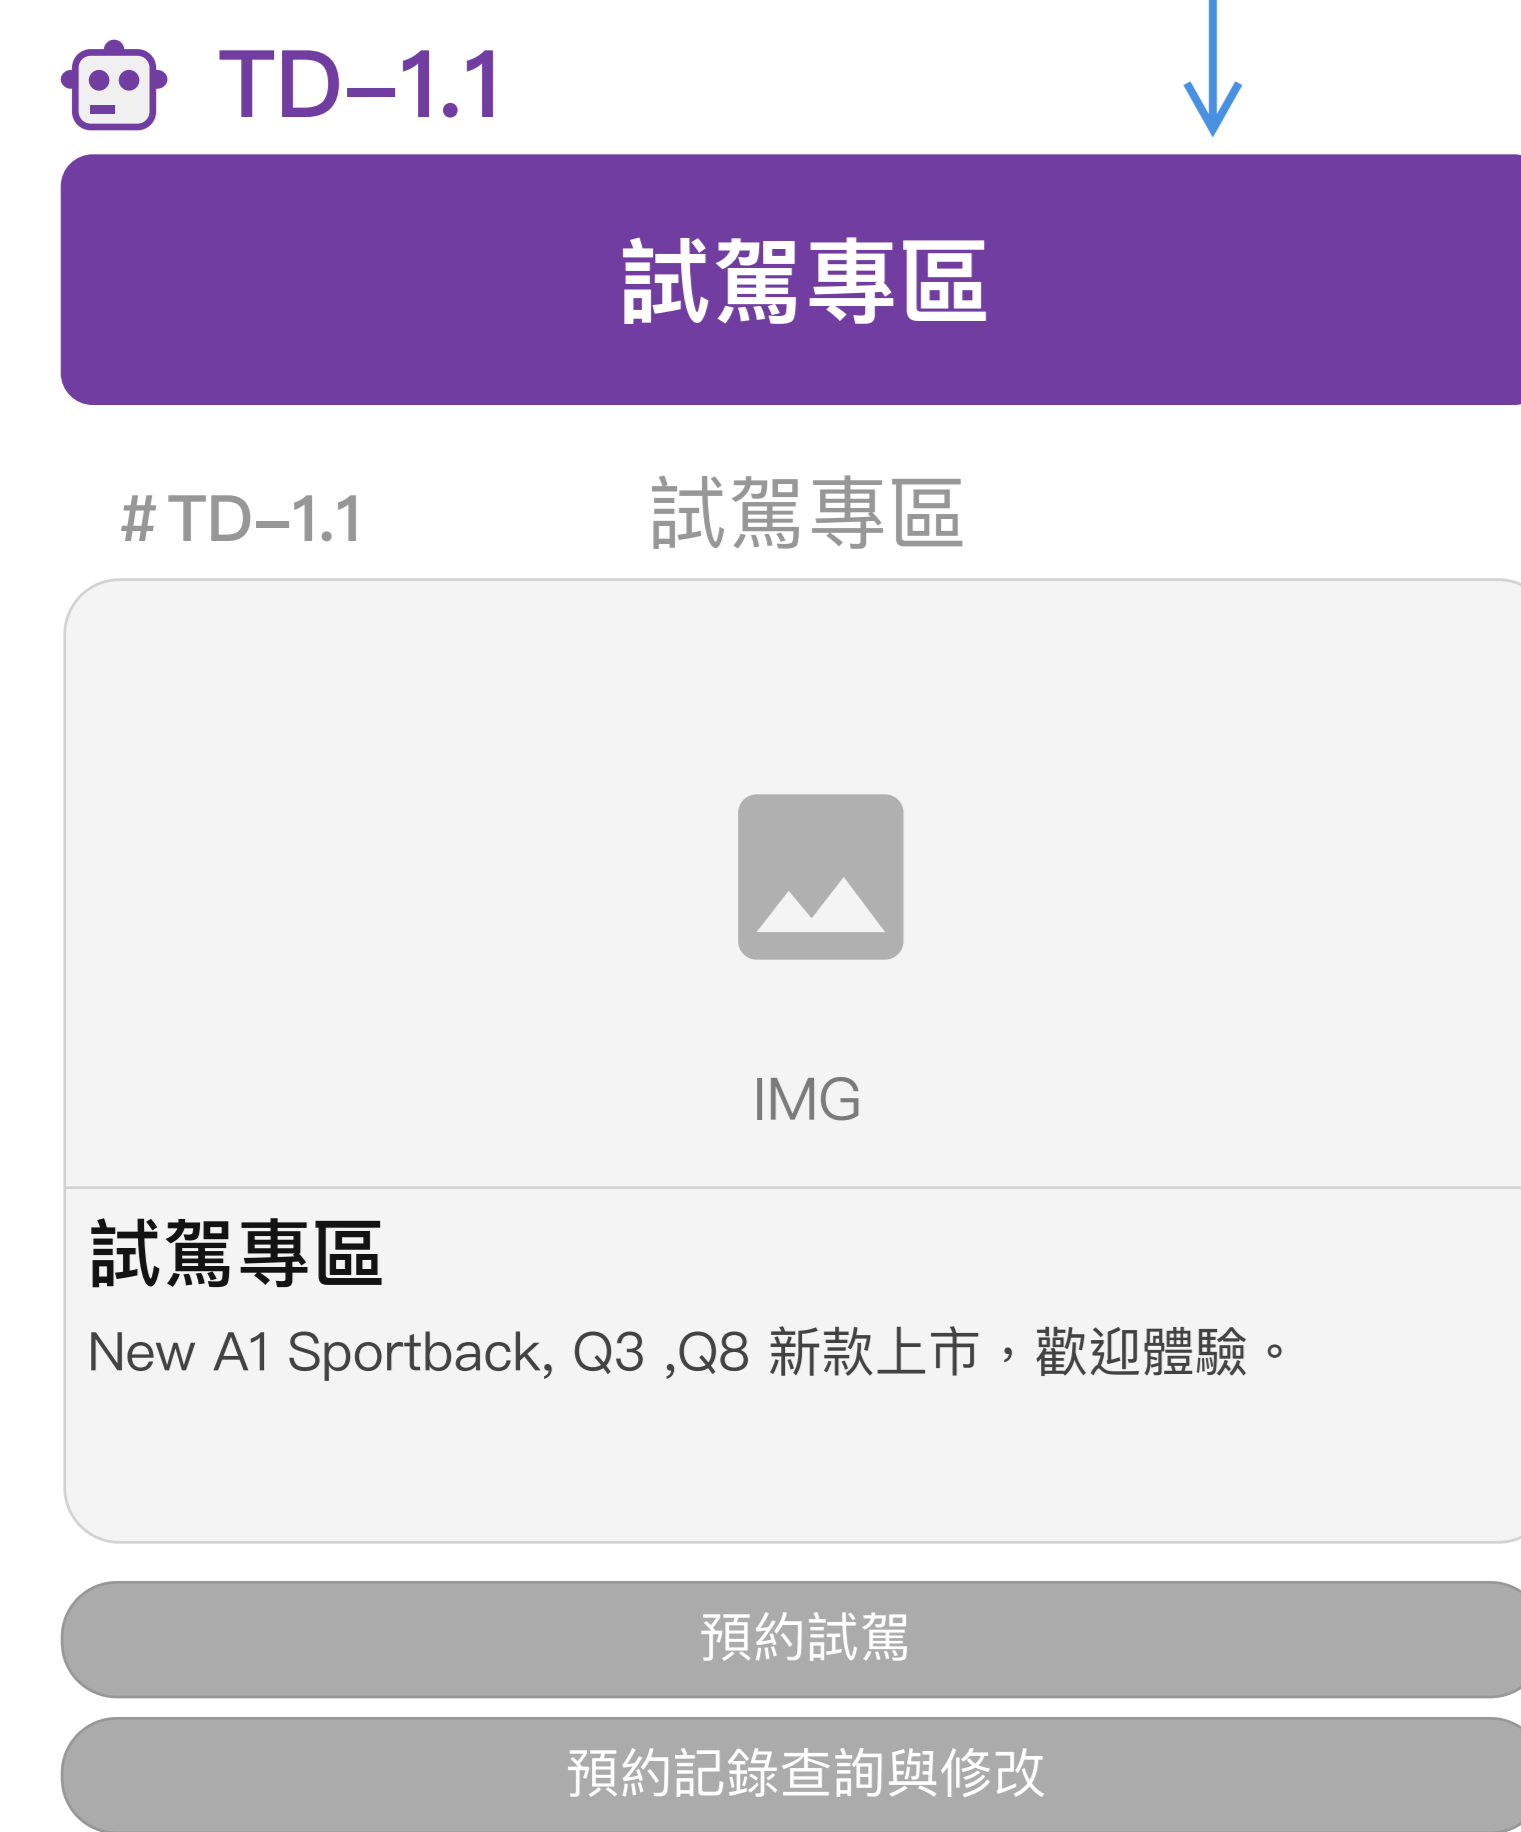 TD–1.1
試駕專區
# TD–1.1 試駕專區
IMG
試駕專區
New A1 Sportback, Q3 ,Q8 新款上市，歡迎體驗。
預約試駕
預約記錄查詢與修改